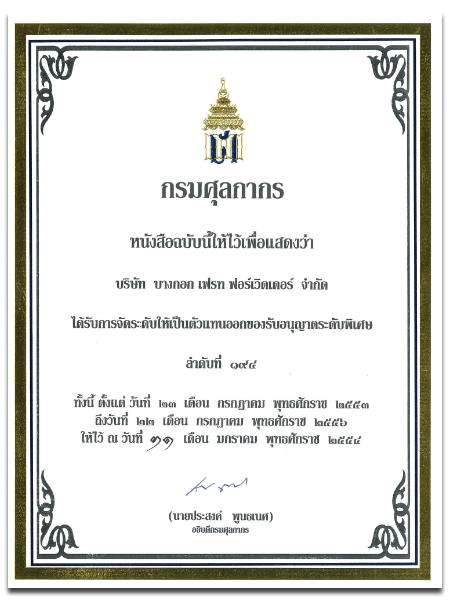 กรมศุลกากร
หนังสือฉบับนี้ให้ไว้เพื่อแสดงว่า
บริษัท บางกอก เฟรท ฟอร์เวิดเดอร์ จำกัด
ได้รับการจัดระดับให้เป็นตัวแทนออกของรับอนุญาตระดับพิเศษ
ลำดับที่ ๑๙๔
ทั้งนี้ ตั้งแต่ วันที่ ๒๓ เดือน กรกฎาคม พุทธศักราช ๒๕๕๓
ถึงวันที่ ๒๒ เดือน กรกฎาคม พุทธศักราช ๒๕๕๖
ให้ไว้ ณ วันที่ ๓๑ เดือน มกราคม พุทธศักราช ๒๕๕๔
(นายประสงค์ พูนธเนศ)
อธิบดีกรมศุลกากร